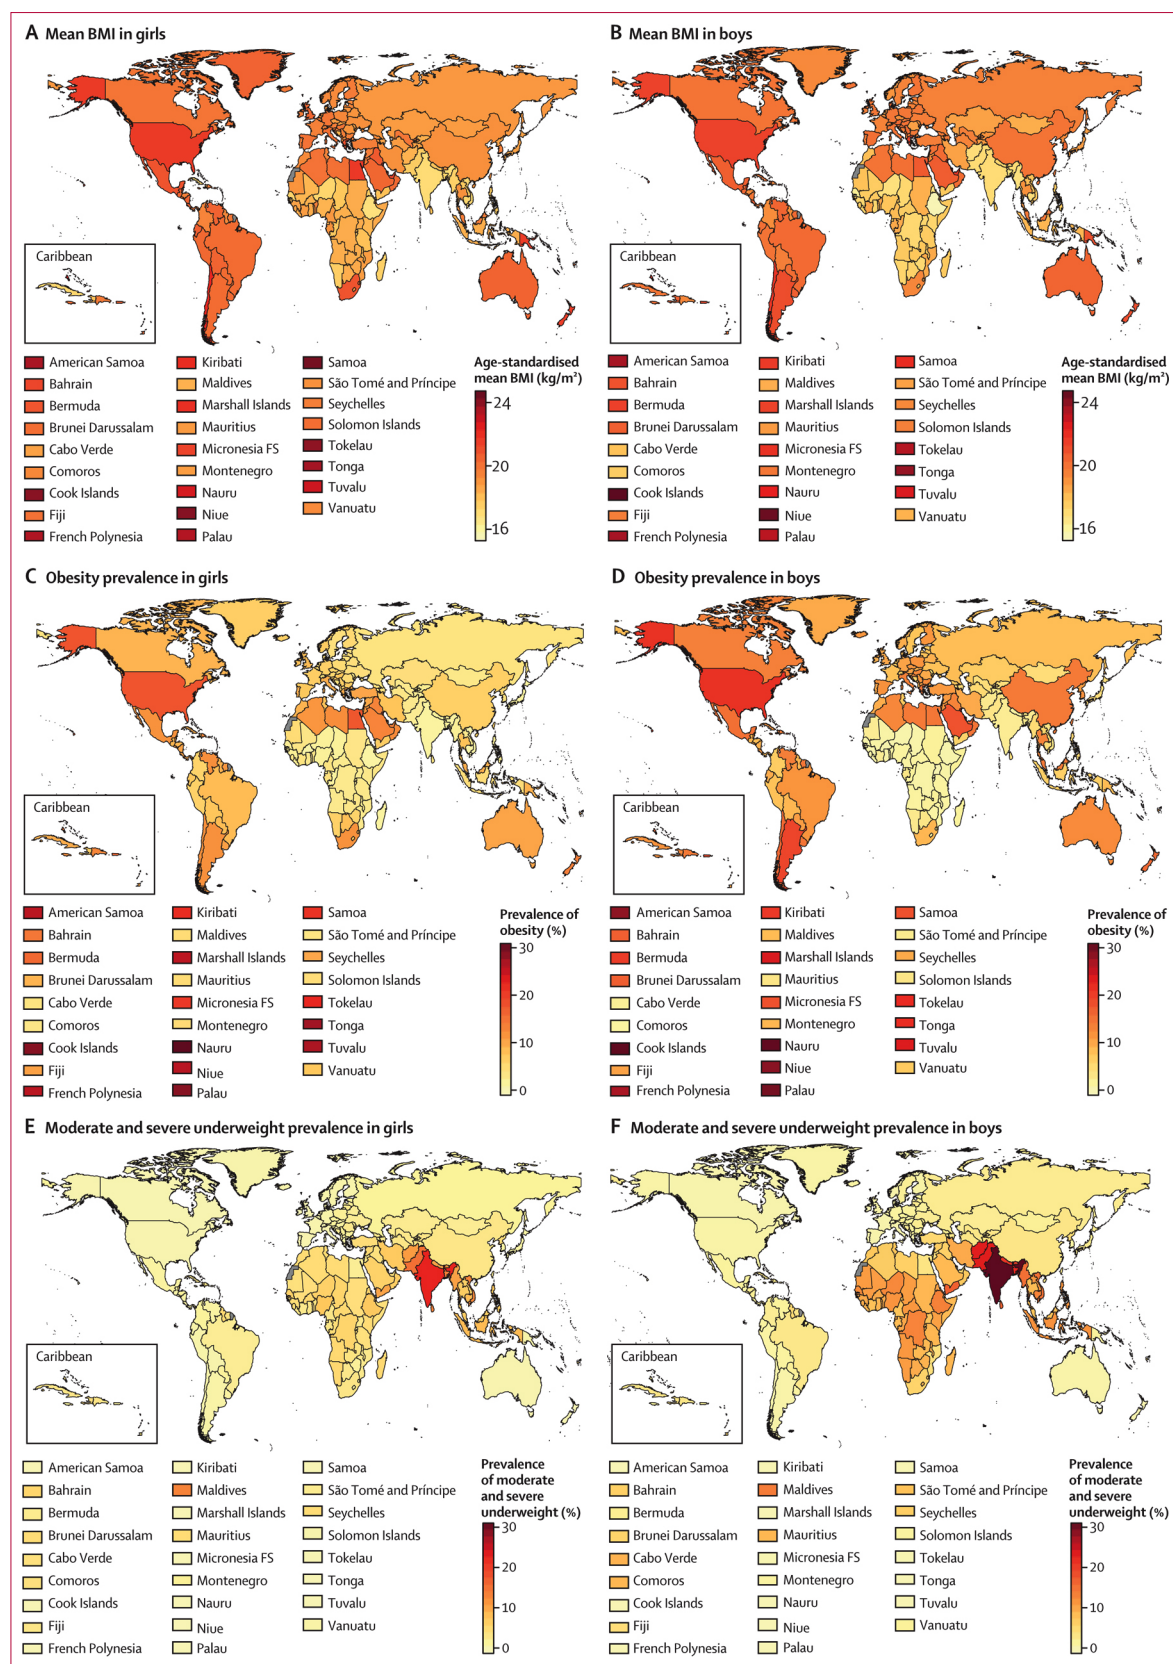 A Mean BMI in girls
Caribbean
American Samoa
Bahrain
Bermuda
Brunei Darussalam
Cabo Verde
Comoros
Cook Islands
Fiji
French Polynesia
Kiribati
Maldives
Marshall Islands
Mauritius
Micronesia FS
Montenegro
Nauru
Niue
Palau
Samoa
São Tomé and Príncipe
Seychelles
Solomon Islands
Tokelau
Tonga
Tuvalu
Vanuatu
Age-standardised
mean BMI (kg/m²)
24
20
16
B Mean BMI in boys
Caribbean
American Samoa
Bahrain
Bermuda
Brunei Darussalam
Cabo Verde
Comoros
Cook Islands
Fiji
French Polynesia
Kiribati
Maldives
Marshall Islands
Mauritius
Micronesia FS
Montenegro
Nauru
Niue
Palau
Samoa
São Tomé and Príncipe
Seychelles
Solomon Islands
Tokelau
Tonga
Tuvalu
Vanuatu
Age-standardised
mean BMI (kg/m²)
24
20
16
C Obesity prevalence in girls
Caribbean
American Samoa
Bahrain
Bermuda
Brunei Darussalam
Cabo Verde
Comoros
Cook Islands
Fiji
French Polynesia
Kiribati
Maldives
Marshall Islands
Mauritius
Micronesia FS
Montenegro
Nauru
Niue
Palau
Samoa
São Tomé and Príncipe
Seychelles
Solomon Islands
Tokelau
Tonga
Tuvalu
Vanuatu
Prevalence of
obesity (%)
30
20
10
0
D Obesity prevalence in boys
Caribbean
American Samoa
Bahrain
Bermuda
Brunei Darussalam
Cabo Verde
Comoros
Cook Islands
Fiji
French Polynesia
Kiribati
Maldives
Marshall Islands
Mauritius
Micronesia FS
Montenegro
Nauru
Niue
Palau
Samoa
São Tomé and Príncipe
Seychelles
Solomon Islands
Tokelau
Tonga
Tuvalu
Vanuatu
Prevalence of
obesity (%)
30
20
10
0
E Moderate and severe underweight prevalence in girls
Caribbean
American Samoa
Bahrain
Bermuda
Brunei Darussalam
Cabo Verde
Comoros
Cook Islands
Fiji
French Polynesia
Kiribati
Maldives
Marshall Islands
Mauritius
Micronesia FS
Montenegro
Nauru
Niue
Palau
Samoa
São Tomé and Príncipe
Seychelles
Solomon Islands
Tokelau
Tonga
Tuvalu
Vanuatu
Prevalence
of moderate
and severe
underweight (%)
30
20
10
0
F Moderate and severe underweight prevalence in boys
Caribbean
American Samoa
Bahrain
Bermuda
Brunei Darussalam
Cabo Verde
Comoros
Cook Islands
Fiji
French Polynesia
Kiribati
Maldives
Marshall Islands
Mauritius
Micronesia FS
Montenegro
Nauru
Niue
Palau
Samoa
São Tomé and Príncipe
Seychelles
Solomon Islands
Tokelau
Tonga
Tuvalu
Vanuatu
Prevalence
of moderate
and severe
underweight (%)
30
20
10
0